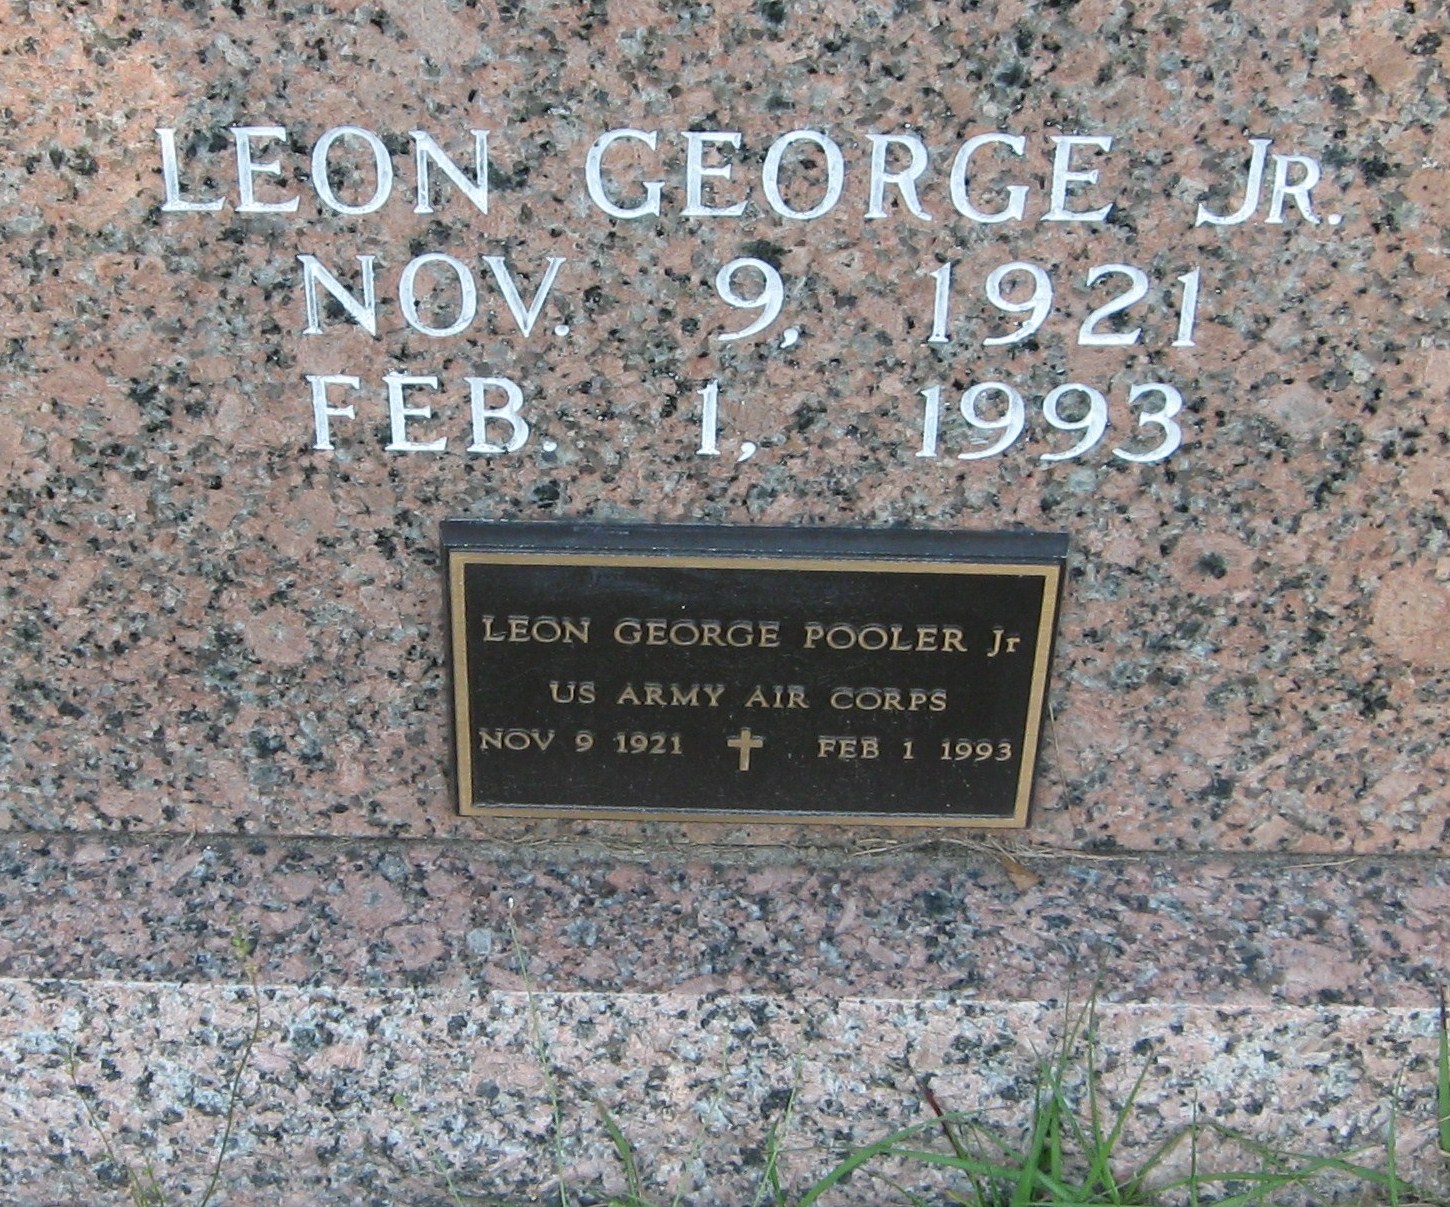 LEON GEORGE JR.
NOV. 9, 1921
FEB. 1, 1993
LEON GEORGE POOLER Jr
US ARMY AIR CORPS
NOV 9 1921 FEB 1 1993